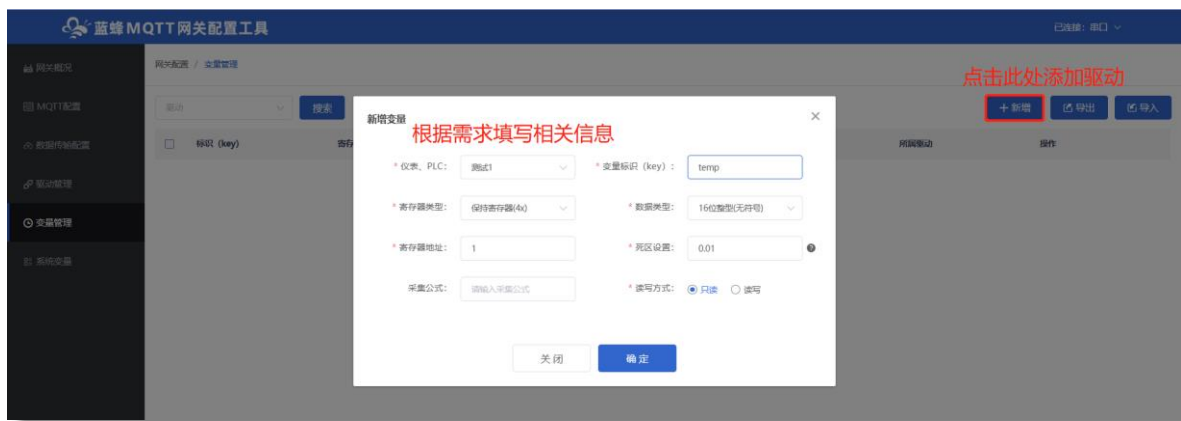 蓝蜂MQTT网关配置工具
已连接：串口
网关概况
网关配置 / 变量管理
点击此处添加驱动
MQTT配置
驱动
搜索
+ 新增
导出
导入
新增变量
根据需求填写相关信息
数据传输配置
标识 (key)
寄存
所属驱动
操作
* 仪表、PLC:
测试1
* 变量标识 (key) :
temp
驱动管理
* 寄存器类型:
保持寄存器(4x)
* 数据类型:
16位整型(无符号)
变量管理
* 寄存器地址:
1
* 死区设置:
0.01
系统变量
采集公式:
请输入采集公式
* 读写方式:
只读
读写
关闭
确定